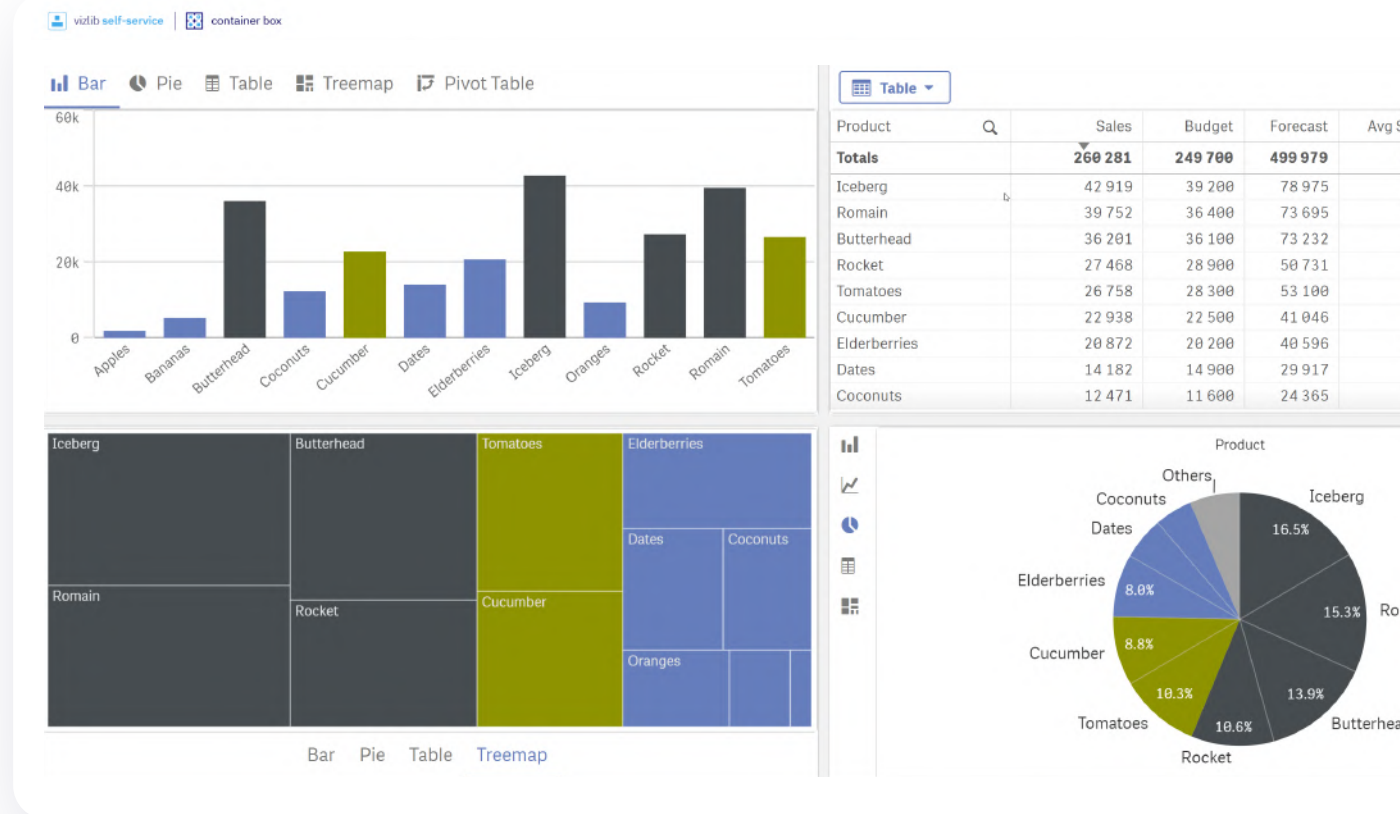 vizlib self-service | container box
Bar Pie Table Treemap Pivot Table
60k
40k
20k
0
Apples Bananas Butterhead Coconuts Cucumber Dates Elderberries Iceberg Oranges Rocket Romain Tomatoes
Table
Product Sales Budget Forecast Avg S
Totals 260 281 249 700 499 979
Iceberg 42 919 39 200 78 975
Romain 39 752 36 400 73 695
Butterhead 36 201 36 100 73 232
Rocket 27 468 28 900 50 731
Tomatoes 26 758 28 300 53 100
Cucumber 22 938 22 500 41 046
Elderberries 20 872 20 200 40 596
Dates 14 182 14 900 29 917
Coconuts 12 471 11 600 24 365
Iceberg Butterhead Tomatoes Elderberries
Dates Coconuts
Romain Rocket Cucumber
Oranges
Bar Pie Table Treemap
Product
Others
Coconuts Iceberg
Dates 16.5%
Elderberries 8.0%
15.3% Ro
Cucumber 8.8%
10.3% 13.9%
Tomatoes 10.6% Butterhea
Rocket